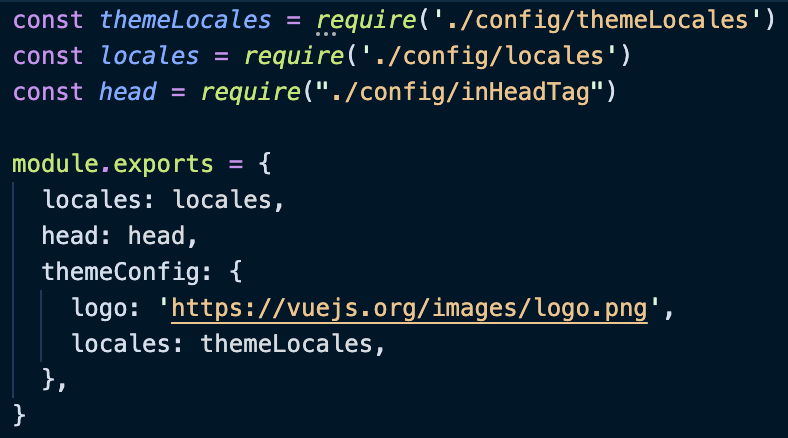 const themeLocales = require('./config/themeLocales')
const locales = require('./config/locales')
const head = require("./config/inHeadTag")
module.exports = {
locales: locales,
head: head,
themeConfig: {
logo: 'https://vuejs.org/images/logo.png',
locales: themeLocales,
},
}